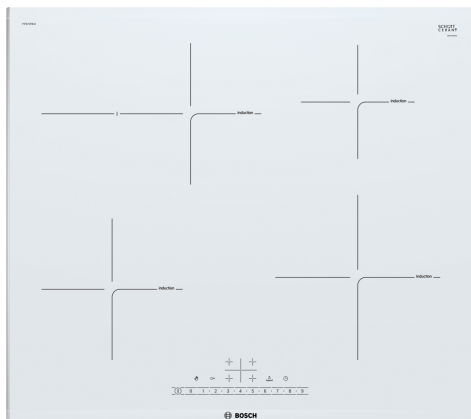 SCHOTT
CERAN®
induction
induction
induction
induction
0 1 2 3 4 5 6 7 8 9
BOSCH